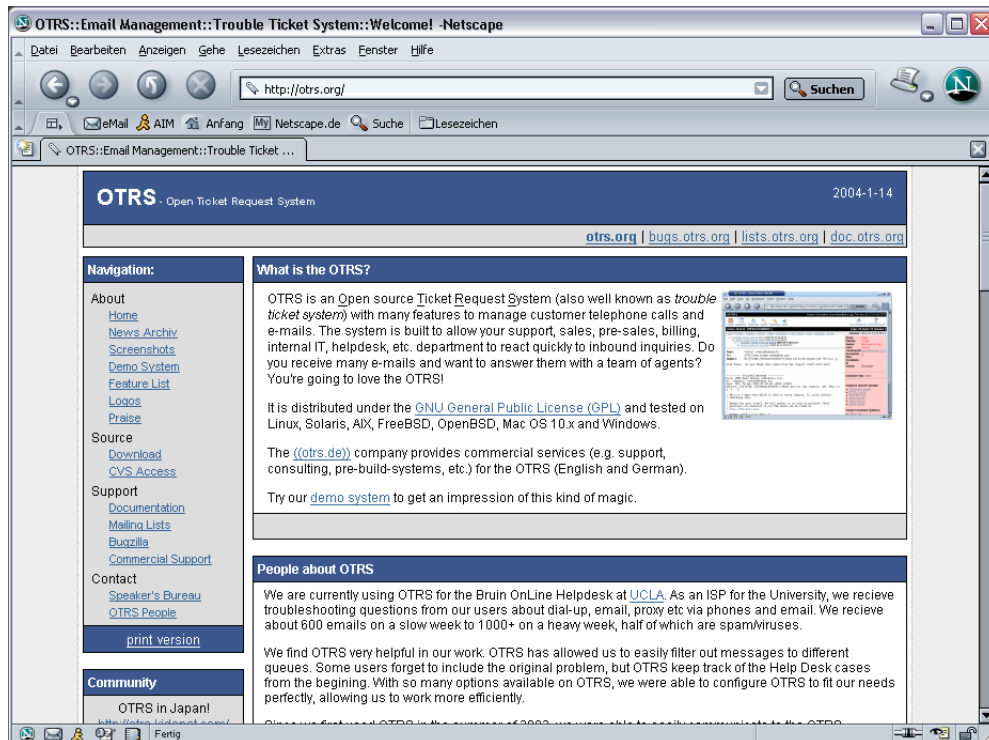 OTRS::Email Management::Trouble Ticket System::Welcome! -Netscape
Datei Bearbeiten Anzeigen Gehe Lesezeichen Extras Fenster Hilfe
http://otrs.org/
Suchen
eMail AIM Anfang My Netscape.de Suche Lesezeichen
OTRS::Email Management::Trouble Ticket ...
OTRS - Open Ticket Request System
2004-1-14
otrs.org | bugs.otrs.org | lists.otrs.org | doc.otrs.org
Navigation:
About
Home
News Archiv
Screenshots
Demo System
Feature List
Logos
Praise
Source
Download
CVS Access
Support
Documentation
Mailing Lists
Bugzilla
Commercial Support
Contact
Speaker's Bureau
OTRS People
print version
Community
OTRS in Japan!
What is the OTRS?
OTRS is an Open source Ticket Request System (also well known as trouble
ticket system) with many features to manage customer telephone calls and
e-mails. The system is built to allow your support, sales, pre-sales, billing,
internal IT, helpdesk, etc. department to react quickly to inbound inquiries. Do
you receive many e-mails and want to answer them with a team of agents?
You're going to love the OTRS!
It is distributed under the GNU General Public License (GPL) and tested on
Linux, Solaris, AIX, FreeBSD, OpenBSD, Mac OS 10.x and Windows.
The ((otrs.de)) company provides commercial services (e.g. support,
consulting, pre-build-systems, etc.) for the OTRS (English and German).
Try our demo system to get an impression of this kind of magic.
People about OTRS
We are currently using OTRS for the Bruin OnLine Helpdesk at UCLA. As an ISP for the University, we recieve
troubleshooting questions from our users about dial-up, email, proxy etc via phones and email. We recieve
about 600 emails on a slow week to 1000+ on a heavy week, half of which are spam/viruses.
We find OTRS very helpful in our work. OTRS has allowed us to easily filter out messages to different
queues. Some users forget to include the original problem, but OTRS keep track of the Help Desk cases
from the begining. With so many options available on OTRS, we were able to configure OTRS to fit our needs
perfectly, allowing us to work more efficiently.
Fertig